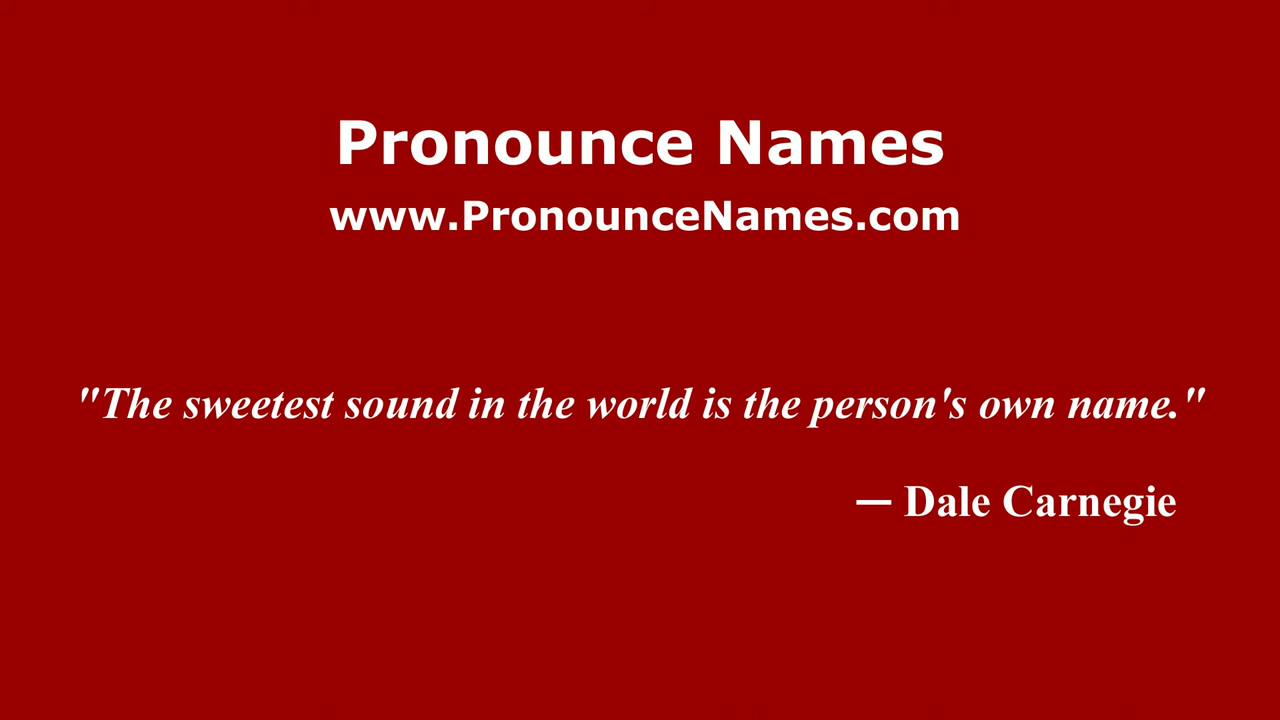 Pronounce Names
www.PronounceNames.com
"The sweetest sound in the world is the person's own name."
— Dale Carnegie